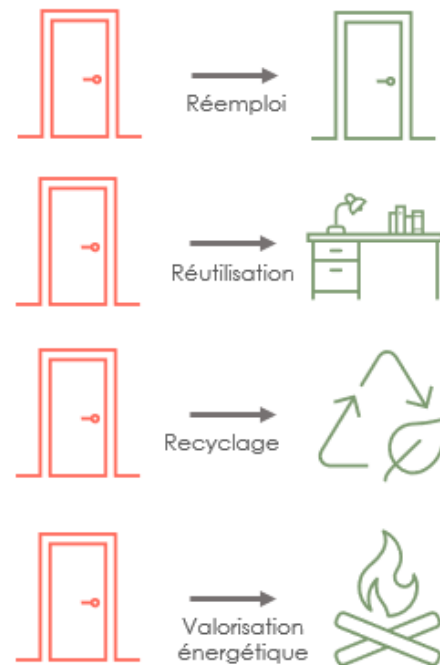 Réemploi
Réutilisation
Recyclage
Valorisation
énergétique